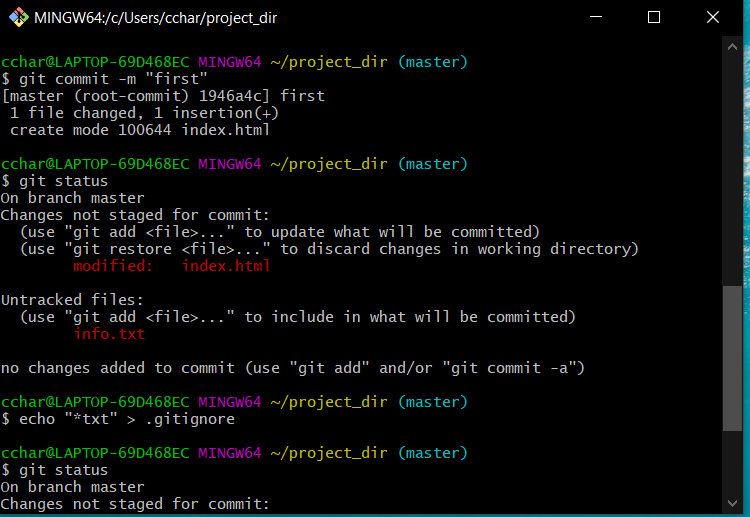 MINGW64:/c/Users/cchar/project_dir
cchar@LAPTOP-69D468EC MINGW64 ~/project_dir (master)
$ git commit -m "first"
[master (root-commit) 1946a4c] first
 1 file changed, 1 insertion(+)
 create mode 100644 index.html
cchar@LAPTOP-69D468EC MINGW64 ~/project_dir (master)
$ git status
On branch master
Changes not staged for commit:
  (use "git add <file>..." to update what will be committed)
  (use "git restore <file>..." to discard changes in working directory)
        modified:   index.html
Untracked files:
  (use "git add <file>..." to include in what will be committed)
        info.txt
no changes added to commit (use "git add" and/or "git commit -a")
cchar@LAPTOP-69D468EC MINGW64 ~/project_dir (master)
$ echo "*txt" > .gitignore
cchar@LAPTOP-69D468EC MINGW64 ~/project_dir (master)
$ git status
On branch master
Changes not staged for commit: